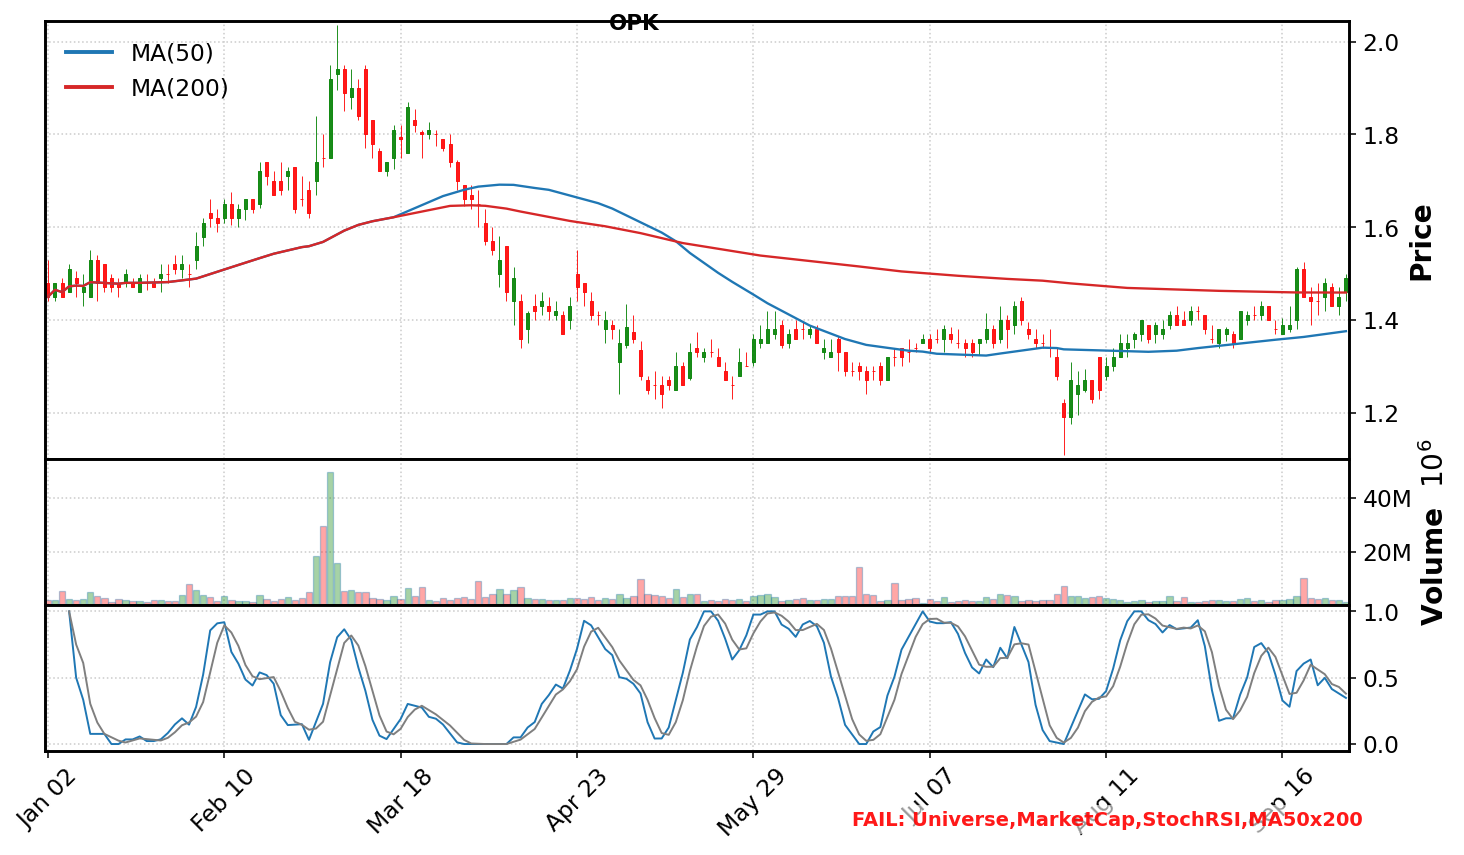 OPK
MA(50)
MA(200)
2.0
1.8
1.6
1.4
1.2
Price
40M
20M
Volume 10^6
1.0
0.5
0.0
Jan 02
Feb 10
Mar 18
Apr 23
May 29
Jul 07
Aug 11
Sep 16
FAIL: Universe,MarketCap,StochRSI,MA50x200